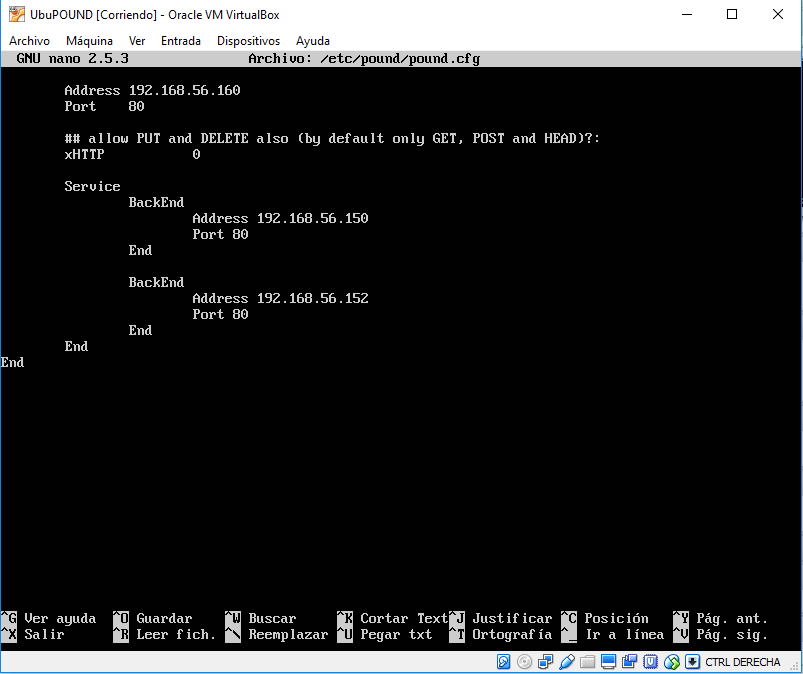 UbuPOUND [Corriendo] - Oracle VM VirtualBox
Archivo Máquina Ver Entrada Dispositivos Ayuda
GNU nano 2.5.3 Archivo: /etc/pound/pound.cfg
Address 192.168.56.160
Port 80
## allow PUT and DELETE also (by default only GET, POST and HEAD)?:
xHTTP 0
Service
BackEnd
Address 192.168.56.150
Port 80
End
BackEnd
Address 192.168.56.152
Port 80
End
End
End
^G Ver ayuda ^O Guardar ^W Buscar ^K Cortar Text ^J Justificar ^C Posición ^Y Pág. ant.
^X Salir ^R Leer fich. ^\ Reemplazar ^U Pegar txt ^T Ortografía ^_ Ir a línea ^V Pág. sig.
CTRL DERECHA